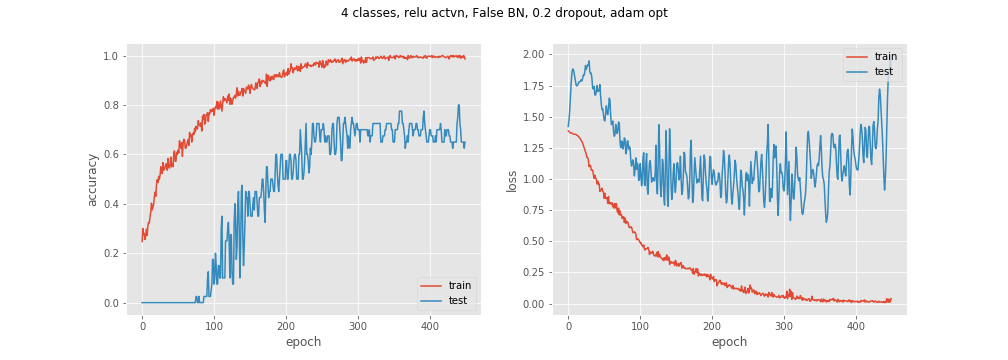 4 classes, relu actvn, False BN, 0.2 dropout, adam opt
accuracy
1.0
0.8
0.6
0.4
0.2
0.0
0
100
200
300
400
epoch
train
test
loss
2.00
1.75
1.50
1.25
1.00
0.75
0.50
0.25
0.00
0
100
200
300
400
epoch
train
test